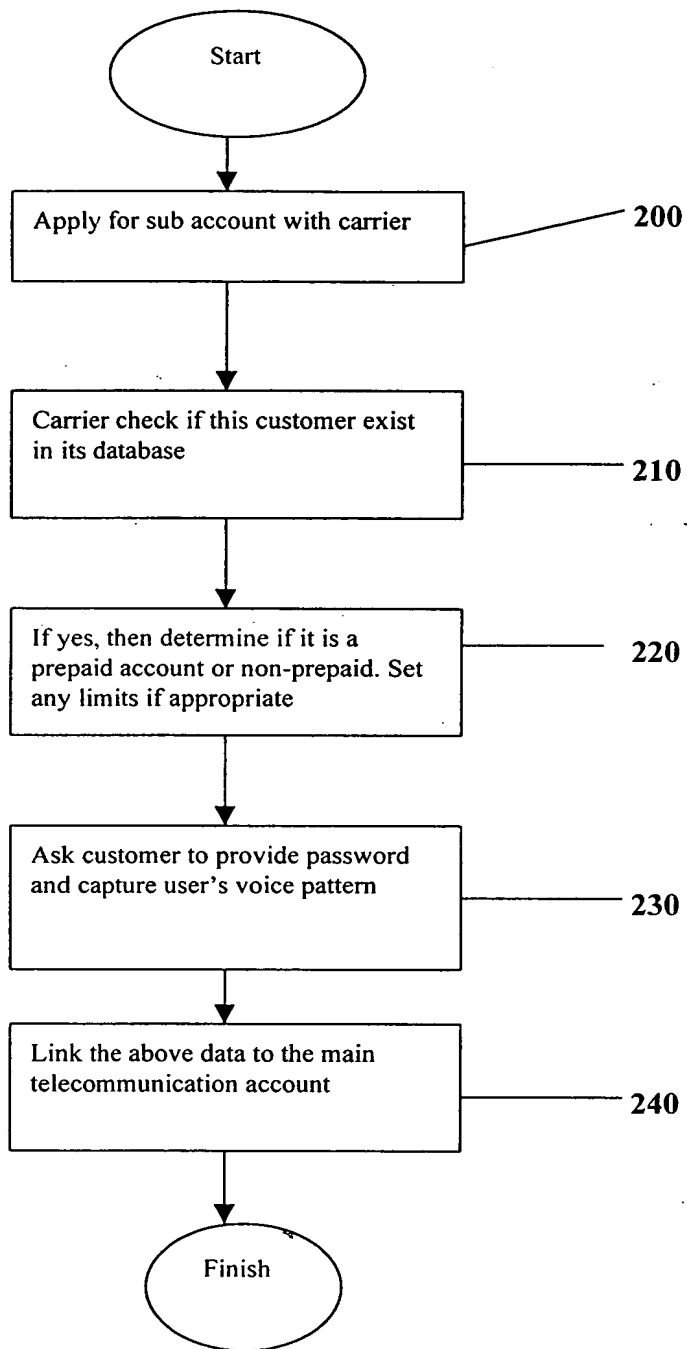 Start
Apply for sub account with carrier
200
Carrier check if this customer exist
in its database
210
If yes, then determine if it is a
prepaid account or non-prepaid. Set
any limits if appropriate
220
Ask customer to provide password
and capture user's voice pattern
230
Link the above data to the main
telecommunication account
240
Finish